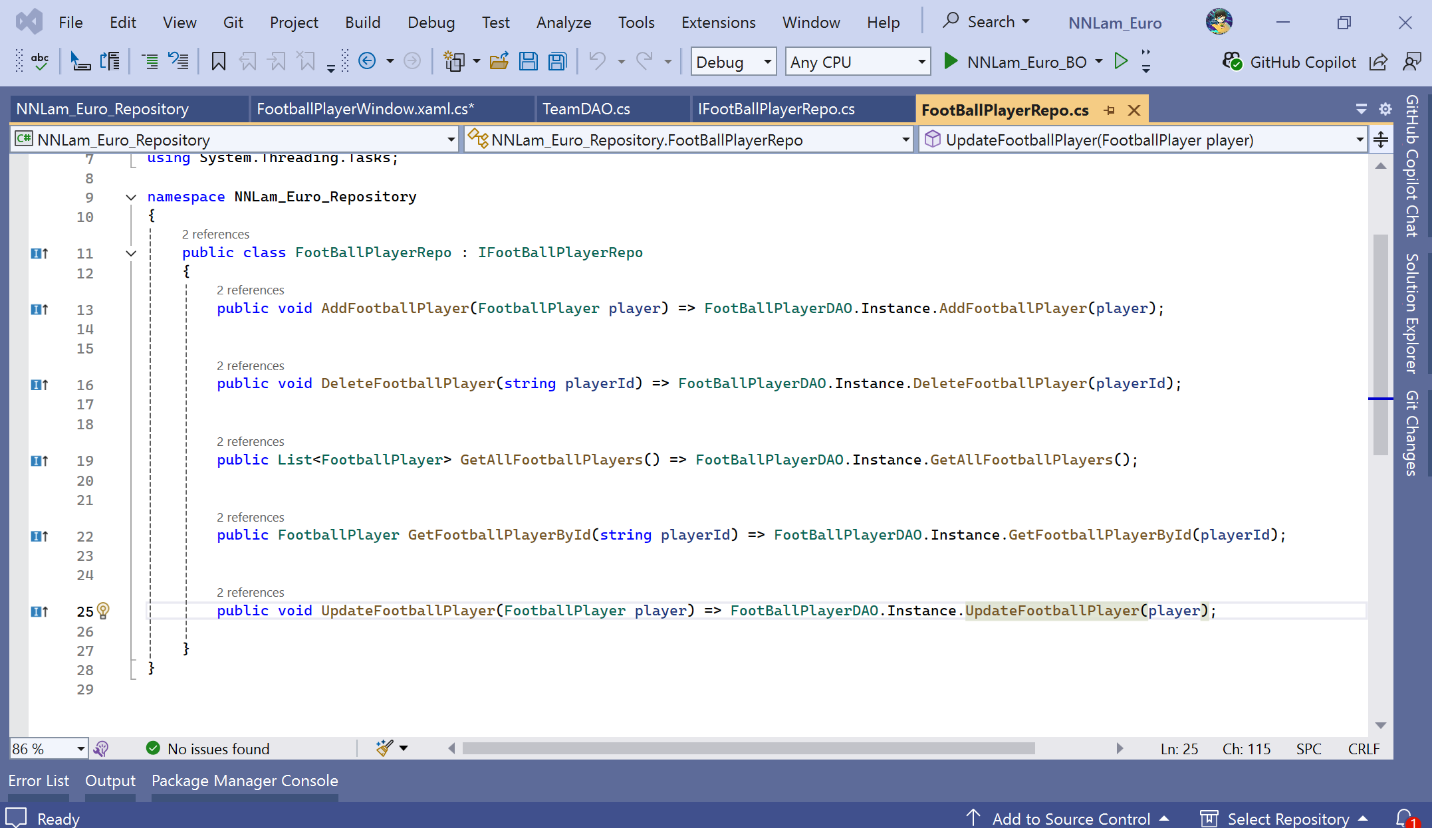 File Edit View Git Project Build Debug Test Analyze Tools Extensions Window Help Search NNLam_Euro
abc Debug Any CPU NNLam_Euro_BO GitHub Copilot
NNLam_Euro_Repository FootballPlayerWindow.xaml.cs* TeamDAO.cs IFootBallPlayerRepo.cs FootBallPlayerRepo.cs
C# NNLam_Euro_Repository NNLam_Euro_Repository.FootBallPlayerRepo UpdateFootballPlayer(FootballPlayer player)
7 using System.Threading.Tasks;
8
9 namespace NNLam_Euro_Repository
10 {
2 references
11 public class FootBallPlayerRepo : IFootBallPlayerRepo
12 {
2 references
13 public void AddFootballPlayer(FootballPlayer player) => FootBallPlayerDAO.Instance.AddFootballPlayer(player);
14
15
2 references
16 public void DeleteFootballPlayer(string playerId) => FootBallPlayerDAO.Instance.DeleteFootballPlayer(playerId);
17
18
2 references
19 public List<FootballPlayer> GetAllFootballPlayers() => FootBallPlayerDAO.Instance.GetAllFootballPlayers();
20
21
2 references
22 public FootballPlayer GetFootballPlayerById(string playerId) => FootBallPlayerDAO.Instance.GetFootballPlayerById(playerId);
23
24
2 references
25 public void UpdateFootballPlayer(FootballPlayer player) => FootBallPlayerDAO.Instance.UpdateFootballPlayer(player);
26
27 }
28 }
29
GitHub Copilot Chat
Solution Explorer
Git Changes
86 % No issues found Ln: 25 Ch: 115 SPC CRLF
Error List Output Package Manager Console
Ready Add to Source Control Select Repository 1